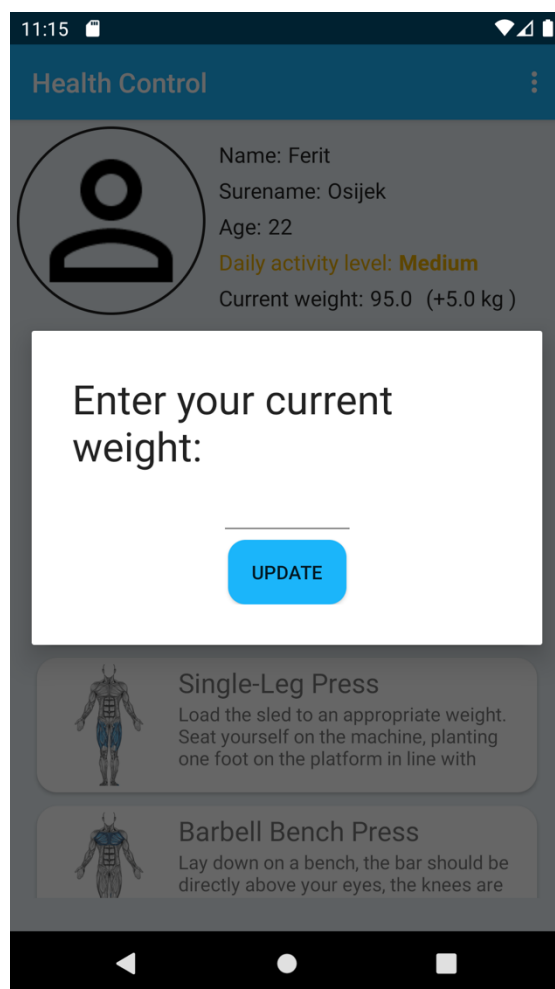 11:15
Health Control
Name: Ferit
Surename: Osijek
Age: 22
Daily activity level: Medium
Current weight: 95.0 (+5.0 kg )
Enter your current
weight:
UPDATE
Single-Leg Press
Load the sled to an appropriate weight.
Seat yourself on the machine, planting
one foot on the platform in line with
Barbell Bench Press
Lay down on a bench, the bar should be
directly above your eyes, the knees are